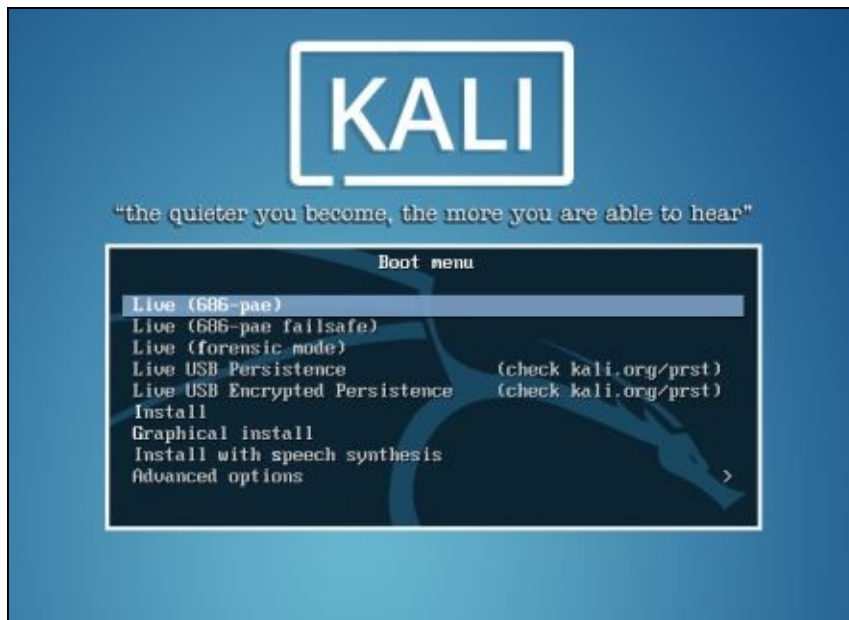 KALI
“the quieter you become, the more you are able to hear”
Boot menu
Live (686-pae)
Live (686-pae failsafe)
Live (forensic mode)
Live USB Persistence (check kali.org/prst)
Live USB Encrypted Persistence (check kali.org/prst)
Install
Graphical install
Install with speech synthesis
Advanced options >